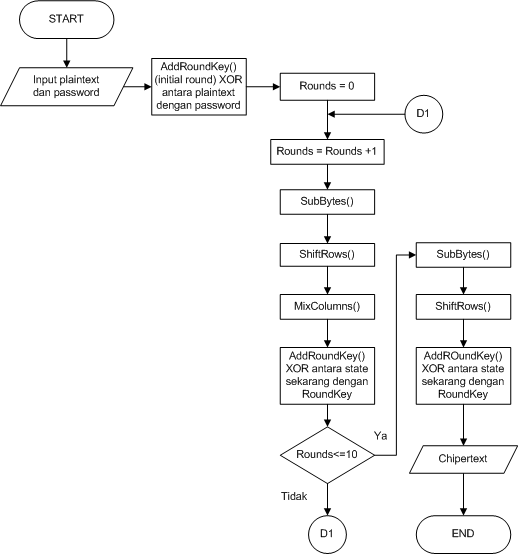 START
Input plaintext
dan password
AddRoundKey()
(initial round) XOR
antara plaintext
dengan password
Rounds = 0
D1
Rounds = Rounds +1
SubBytes()
ShiftRows()
MixColumns()
AddRoundKey()
XOR antara state
sekarang dengan
RoundKey
Rounds<=10
Ya
Tidak
D1
SubBytes()
ShiftRows()
AddROundKey()
XOR antara state
sekarang dengan
RoundKey
Chipertext
END